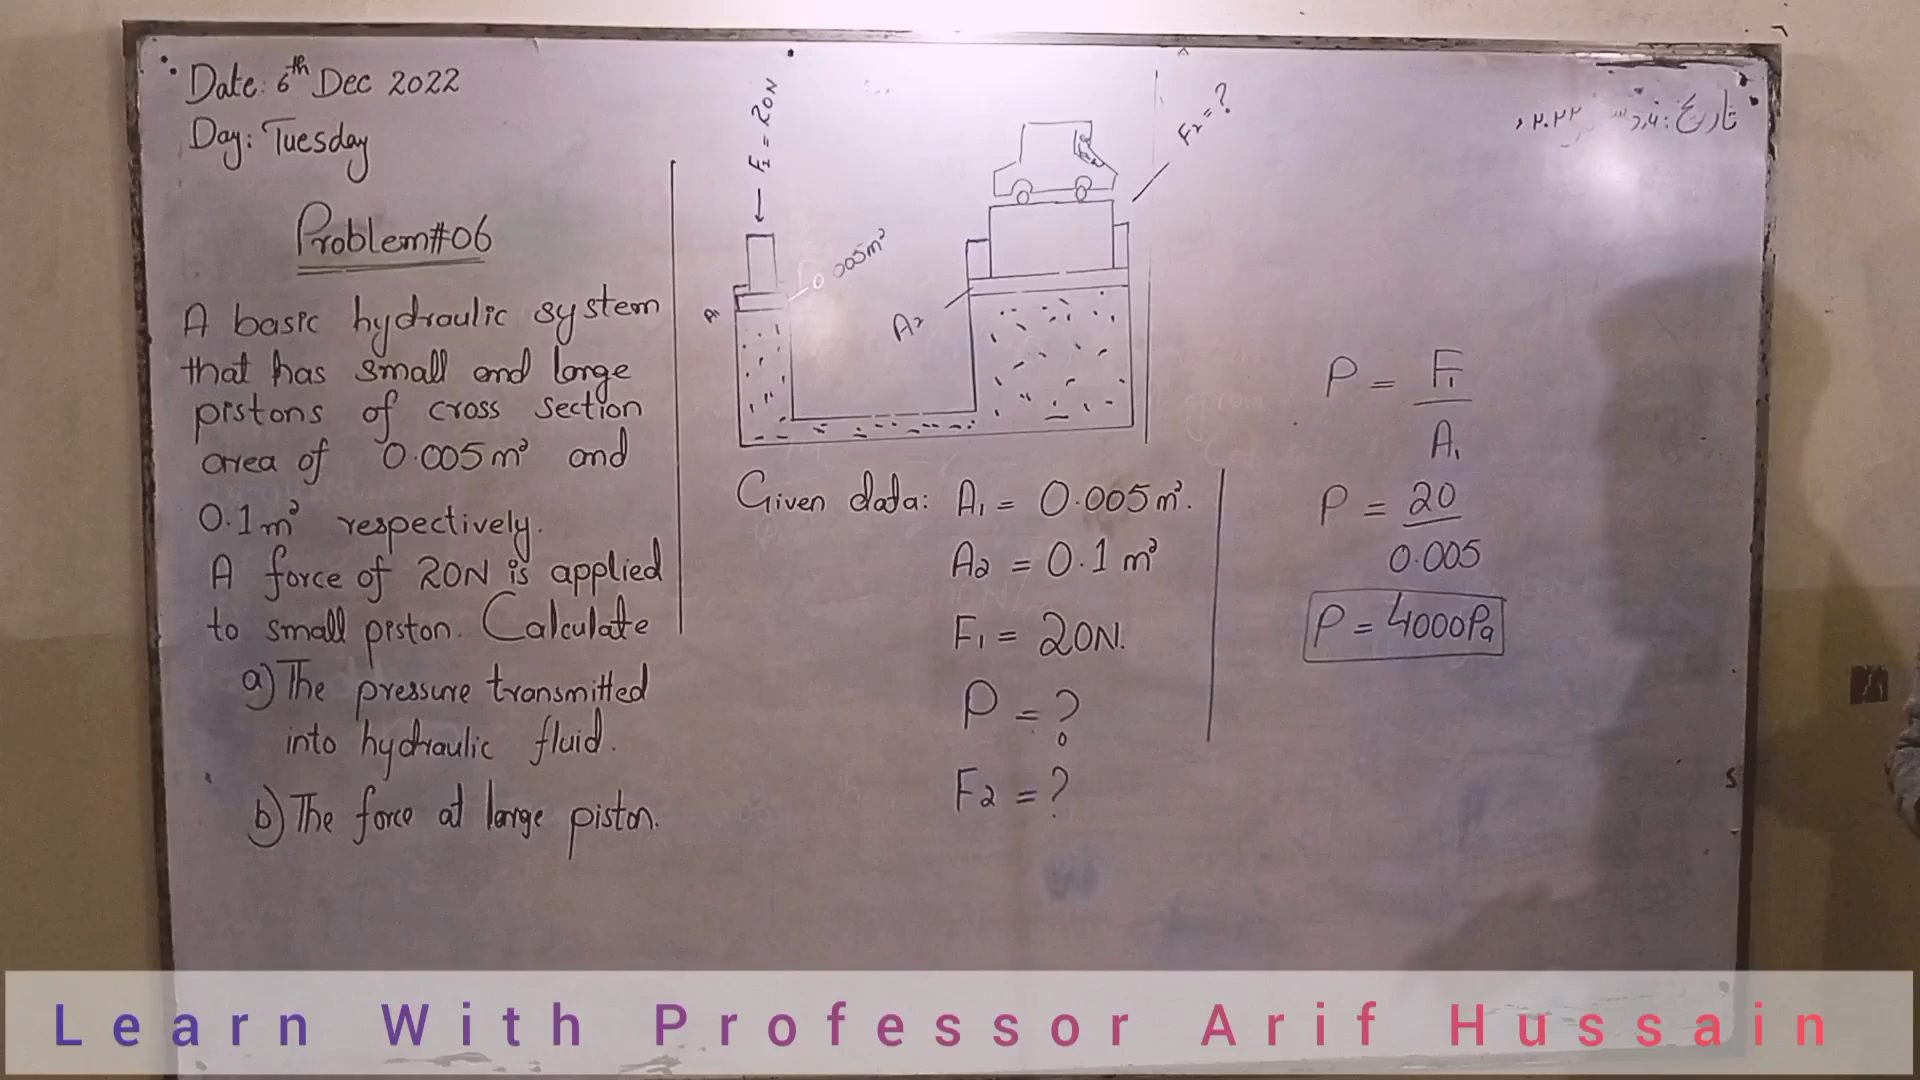 Date: 6th Dec 2022
Day: Tuesday
Problem#06
A basic hydraulic system
that has small and large
pistons of cross section
area of 0.005m² and
0.1m² respectively.
A force of 20N is applied
to small piston. Calculate
a) The pressure transmitted
into hydraulic fluid.
b) The force at large piston.
F1 = 20N
A1
0.005m²
A2
F2 = ?
Given data: A1 = 0.005m².
A2 = 0.1 m²
F1 = 20N.
P = ?
F2 = ?
تاریخ:
۲۰۲۲ء
P = F1
A1
P = 20
0.005
P = 4000Pa
S
Learn With Professor Arif Hussain